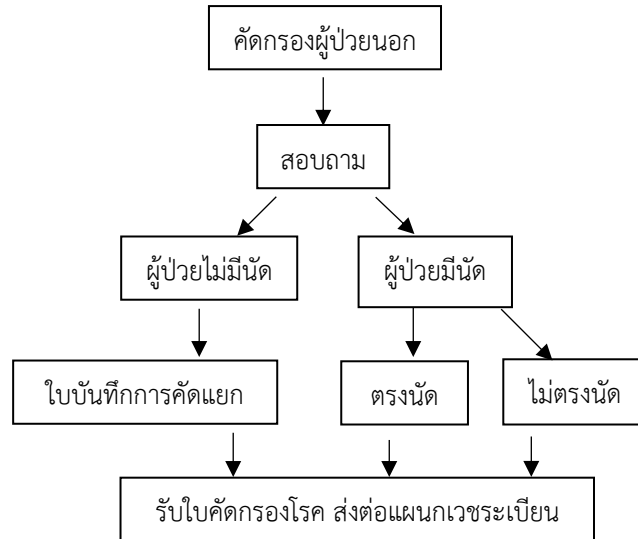 คัดกรองผู้ป่วยนอก
สอบถาม
ผู้ป่วยไม่มีนัด
ผู้ป่วยมีนัด
ใบบันทึกการคัดแยก
ตรงนัด
ไม่ตรงนัด
รับใบคัดกรองโรค ส่งต่อแผนกเวชระเบียน